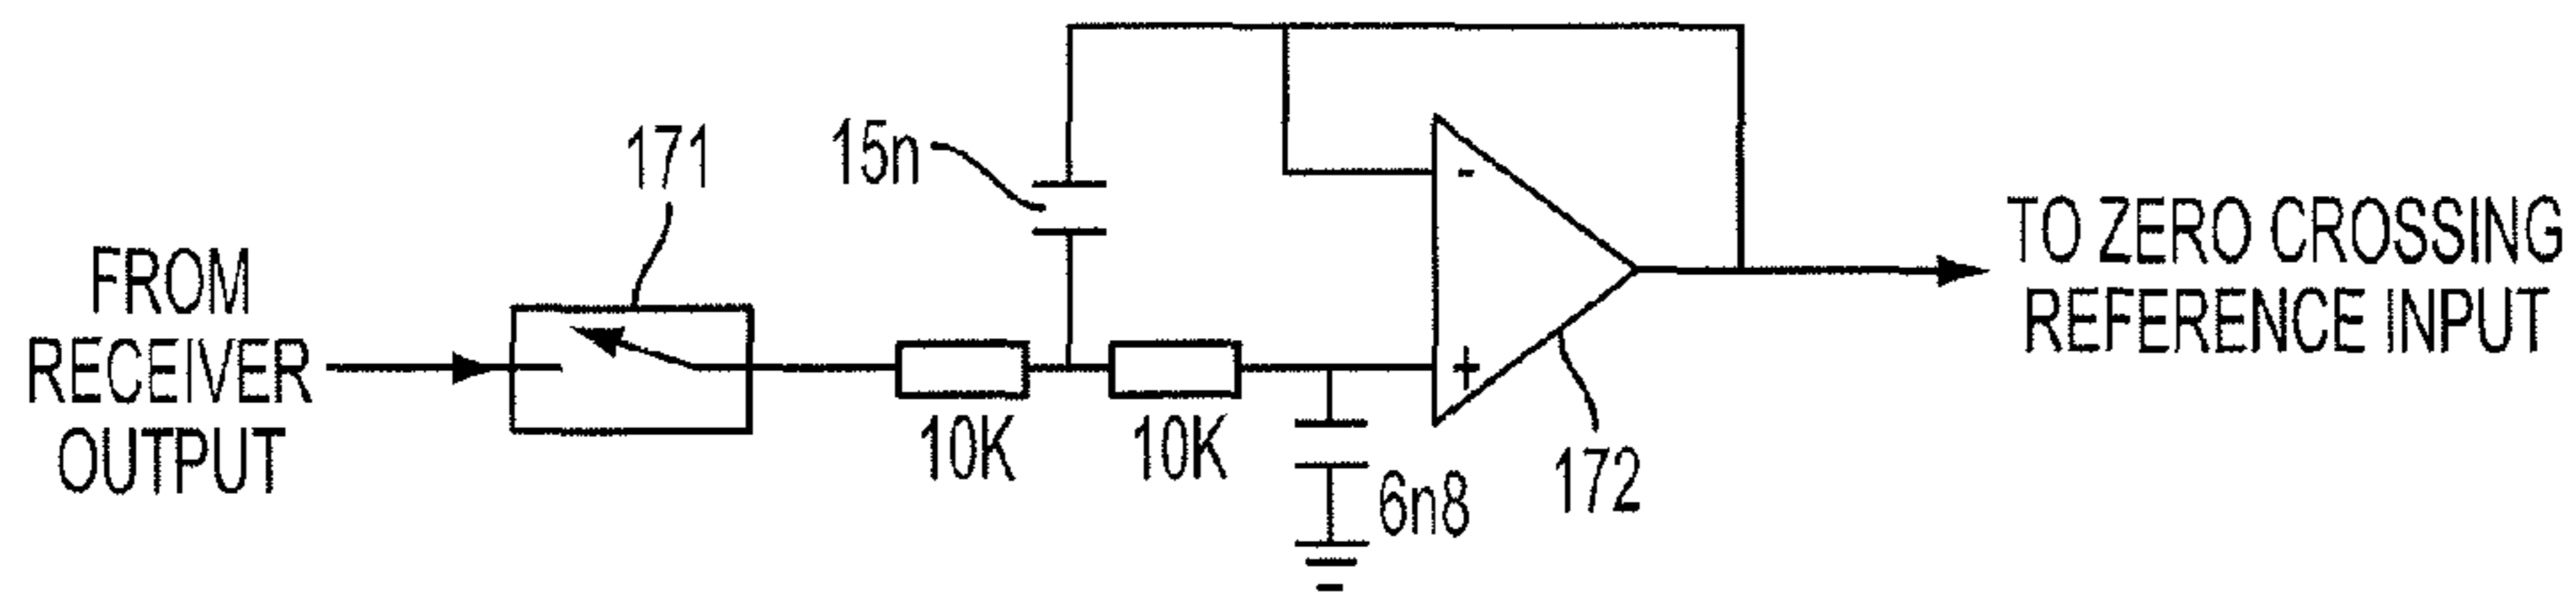 FROM
RECEIVER
OUTPUT
171
15n
10K
10K
-
+
6n8
172
TO ZERO CROSSING
REFERENCE INPUT